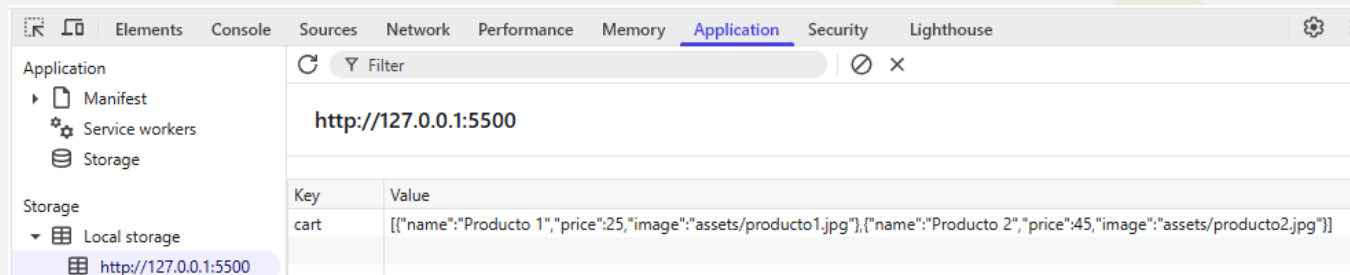 Elements Console Sources Network Performance Memory Application Security Lighthouse
Application
Filter
Manifest
http://127.0.0.1:5500
Service workers
Storage
Key Value
Storage
cart [{"name":"Producto 1","price":25,"image":"assets/producto1.jpg"},{"name":"Producto 2","price":45,"image":"assets/producto2.jpg"}]
Local storage
http://127.0.0.1:5500